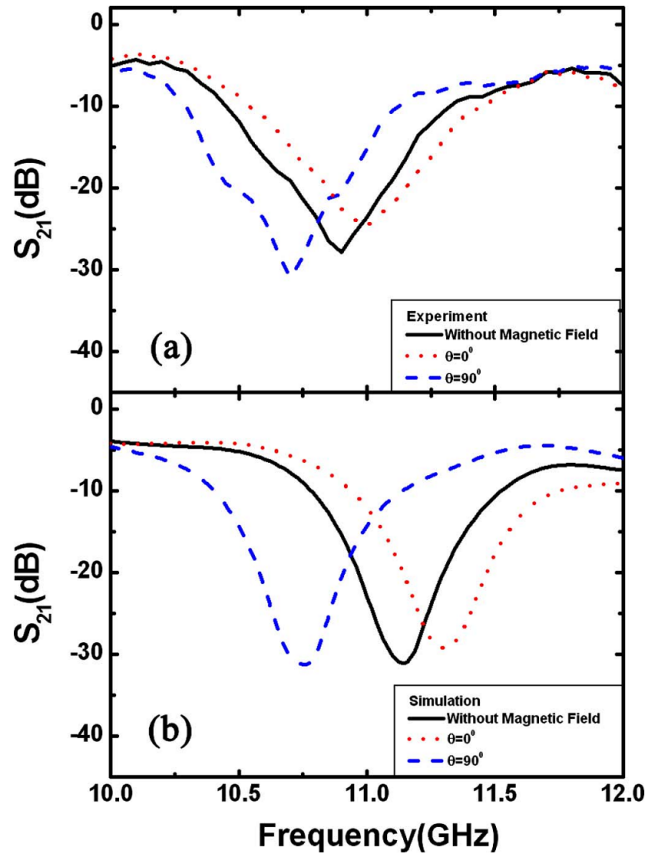 0
-10
-20
-30
-40
S21(dB)
(a)
Experiment
Without Magnetic Field
θ=0⁰
θ=90⁰
0
-10
-20
-30
-40
S21(dB)
(b)
Simulation
Without Magnetic Field
θ=0⁰
θ=90⁰
10.0 10.5 11.0 11.5 12.0
Frequency(GHz)